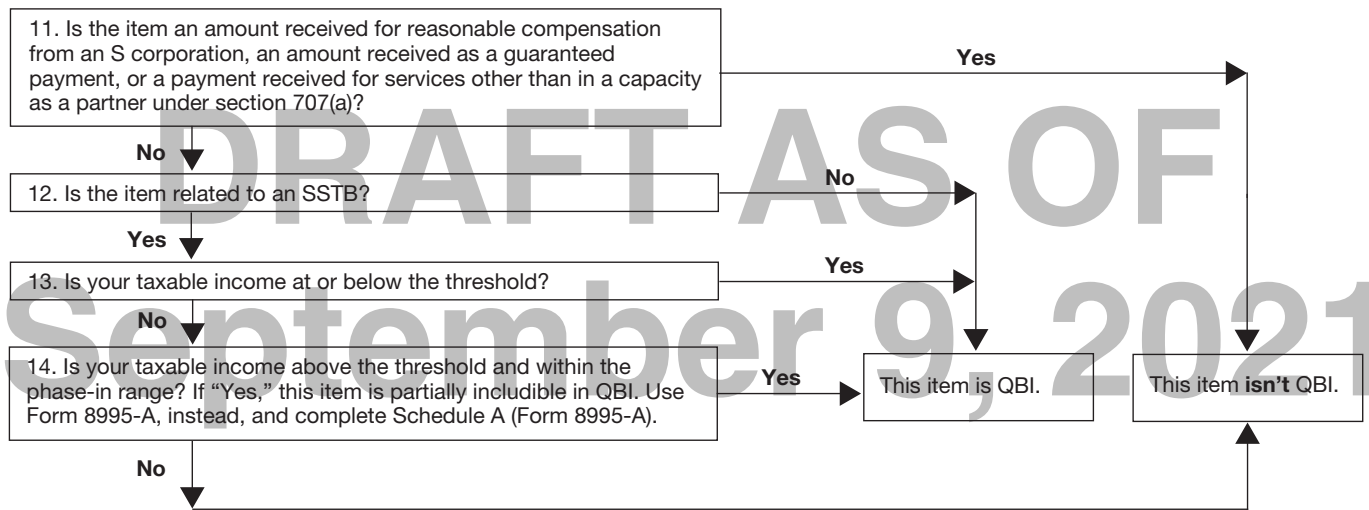 11. Is the item an amount received for reasonable compensation
from an S corporation, an amount received as a guaranteed
payment, or a payment received for services other than in a capacity
as a partner under section 707(a)?
Yes
No
12. Is the item related to an SSTB?
No
Yes
13. Is your taxable income at or below the threshold?
Yes
No
14. Is your taxable income above the threshold and within the
phase-in range? If “Yes,” this item is partially includible in QBI. Use
Form 8995-A, instead, and complete Schedule A (Form 8995-A).
Yes
This item is QBI.
This item isn’t QBI.
No
DRAFT AS OF
September 9, 2021